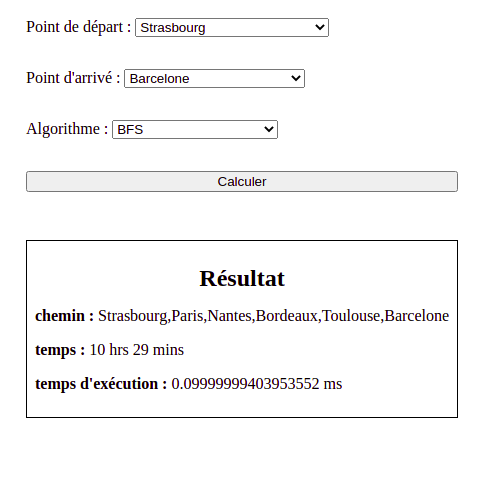 Point de départ : Strasbourg
Point d'arrivé : Barcelone
Algorithme : BFS
Calculer
Résultat
chemin : Strasbourg,Paris,Nantes,Bordeaux,Toulouse,Barcelone
temps : 10 hrs 29 mins
temps d'exécution : 0.09999999403953552 ms